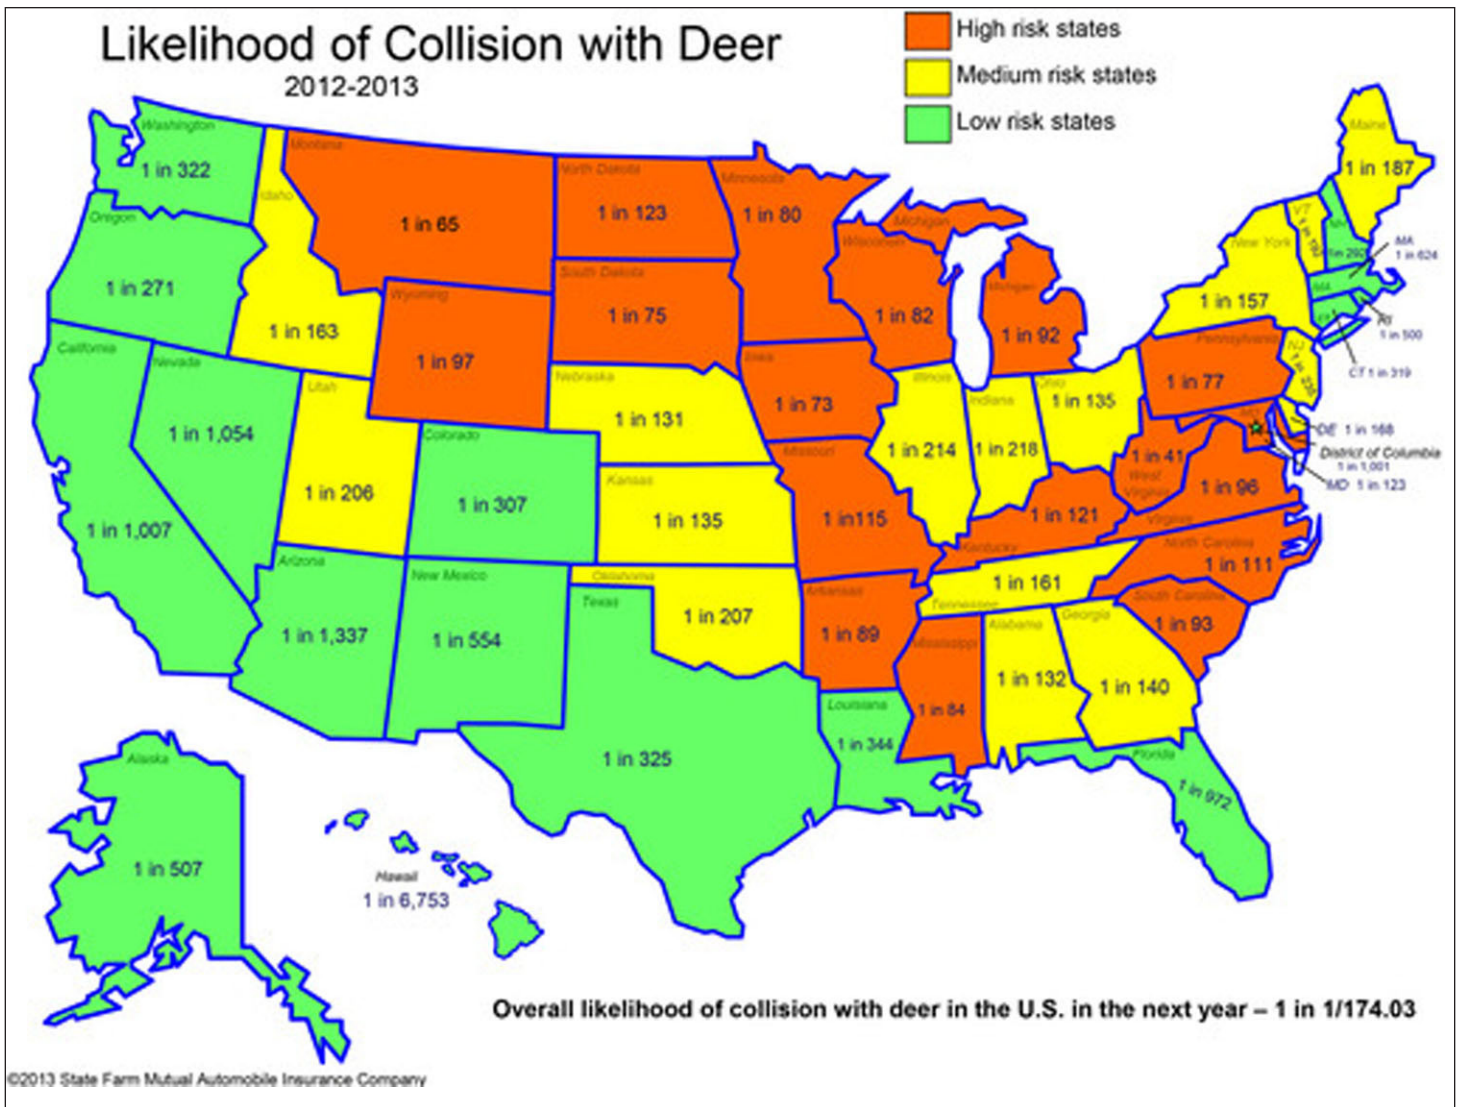 Likelihood of Collision with Deer
2012-2013
High risk states
Medium risk states
Low risk states
Washington
1 in 322
Oregon
1 in 271
California
1 in 1,007
Nevada
1 in 1,054
Idaho
1 in 163
Montana
1 in 65
Wyoming
1 in 97
Utah
1 in 206
Colorado
1 in 307
Arizona
1 in 1,337
New Mexico
1 in 554
North Dakota
1 in 123
South Dakota
1 in 75
Nebraska
1 in 131
Kansas
1 in 135
Oklahoma
1 in 207
Texas
1 in 325
Minnesota
1 in 80
Iowa
1 in 73
Missouri
1 in115
Arkansas
1 in 89
Louisiana
1 in 344
Wisconsin
1 in 82
Michigan
Michigan
1 in 92
Illinois
1 in 214
Indiana
1 in 218
Ohio
1 in 135
Kentucky
1 in 121
Tennessee
1 in 161
Mississippi
1 in 84
Alabama
1 in 132
Georgia
1 in 140
Florida
1 in 972
South Carolina
1 in 93
North Carolina
1 in 111
Virginia
1 in 96
1 in 41
West
Virginia
Pennsylvania
1 in 77
New York
1 in 157
Maine
1 in 187
VT
NH
1 in 292
MA
1 in 624
MA
RI
1 in 500
CT
CT 1 in 319
NJ
MD
DE 1 in 168
District of Columbia
1 in 1,001
MD 1 in 123
Alaska
1 in 507
Hawaii
1 in 6,753
Overall likelihood of collision with deer in the U.S. in the next year – 1 in 1/174.03
©2013 State Farm Mutual Automobile Insurance Company